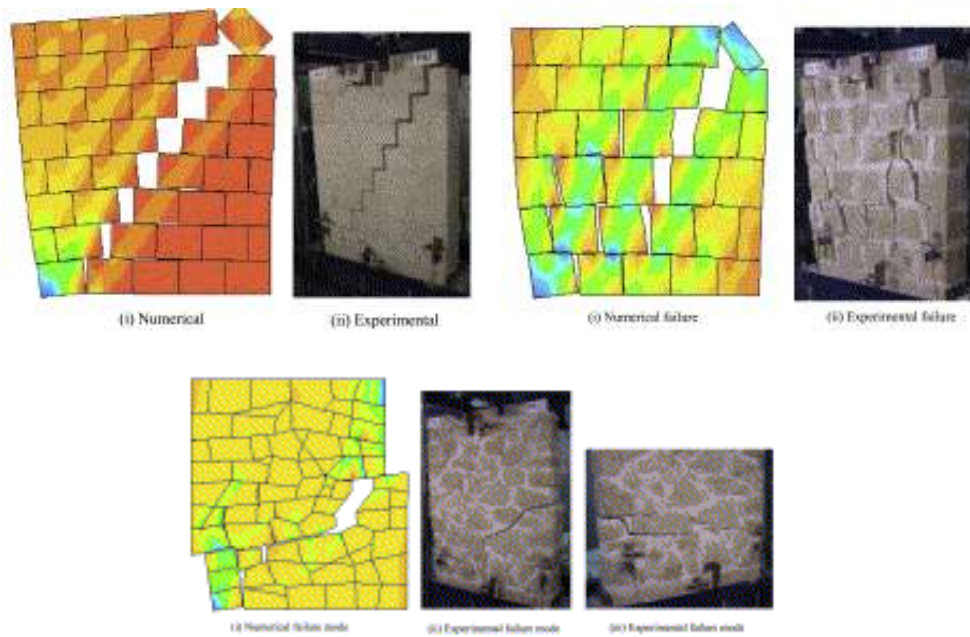 (i) Numerical
(ii) Experimental
(i) Numerical failure
(ii) Experimental failure
(i) Numerical failure mode
(ii) Experimental failure mode
(iii) Experimental failure mode